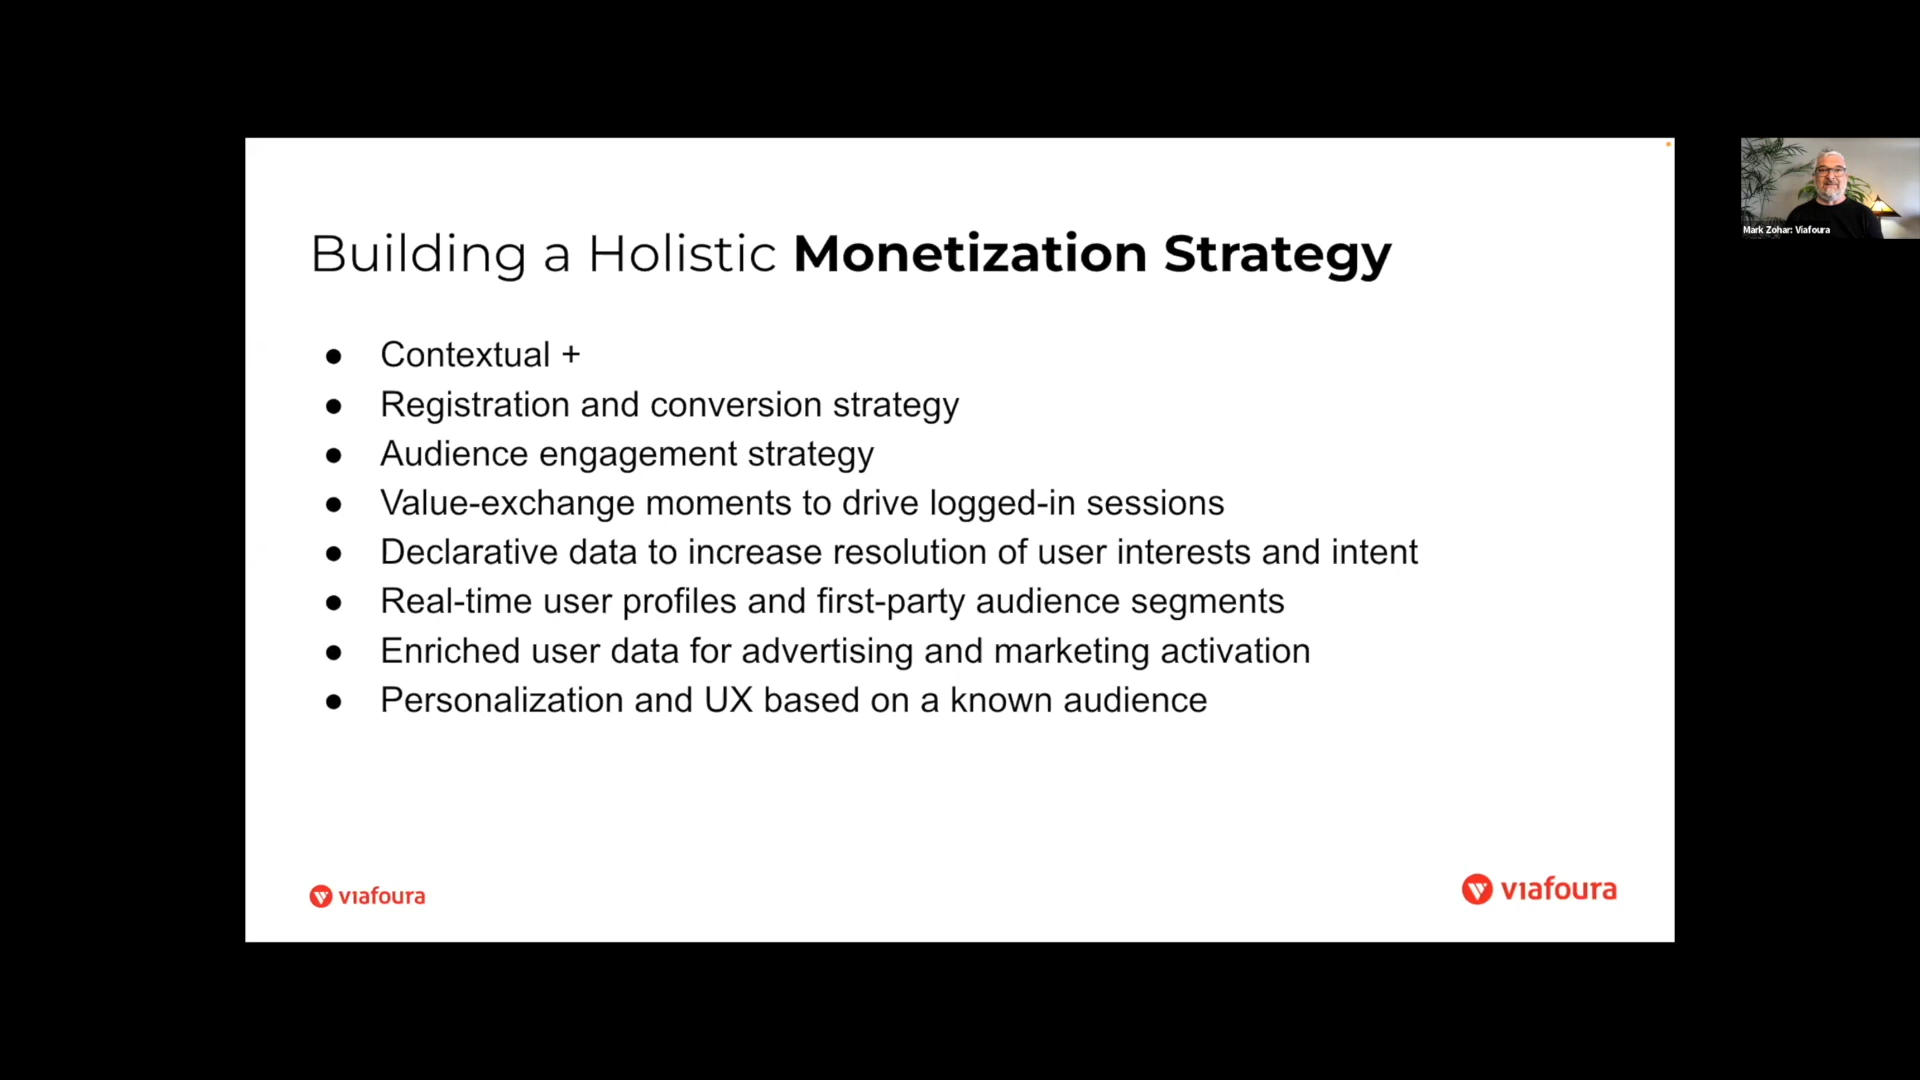 Building a Holistic Monetization Strategy
● Contextual +
● Registration and conversion strategy
● Audience engagement strategy
● Value-exchange moments to drive logged-in sessions
● Declarative data to increase resolution of user interests and intent
● Real-time user profiles and first-party audience segments
● Enriched user data for advertising and marketing activation
● Personalization and UX based on a known audience
viafoura
viafoura
Mark Zohar: Viafoura